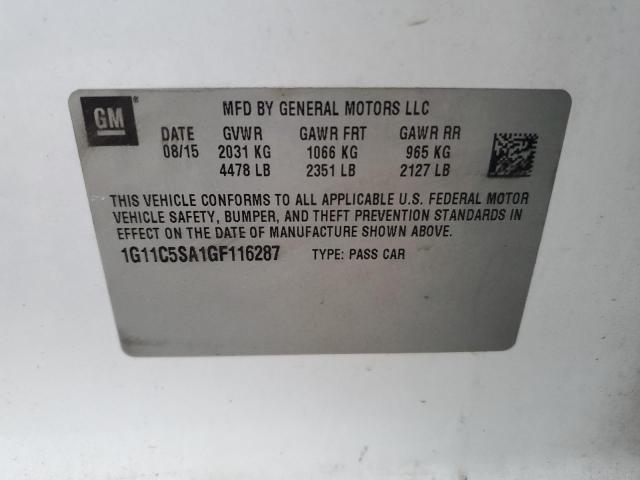 GM
MFD BY GENERAL MOTORS LLC
DATE GVWR GAWR FRT GAWR RR
08/15 2031 KG 1066 KG 965 KG
4478 LB 2351 LB 2127 LB
THIS VEHICLE CONFORMS TO ALL APPLICABLE U.S. FEDERAL MOTOR
VEHICLE SAFETY, BUMPER, AND THEFT PREVENTION STANDARDS IN
EFFECT ON THE DATE OF MANUFACTURE SHOWN ABOVE.
1G11C5SA1GF116287 TYPE: PASS CAR